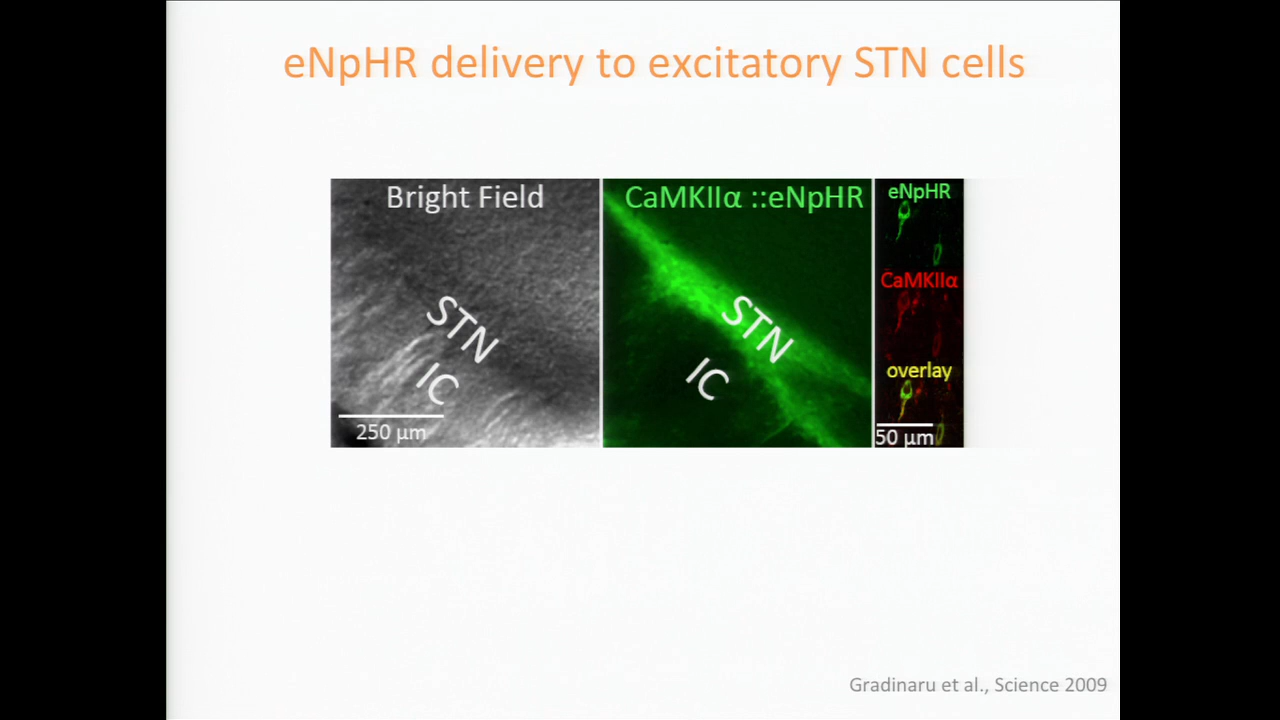 eNpHR delivery to excitatory STN cells
Bright Field
STN
IC
250 µm
CaMKIIα ::eNpHR
STN
IC
eNpHR
CaMKIIα
overlay
50 µm
Gradinaru et al., Science 2009